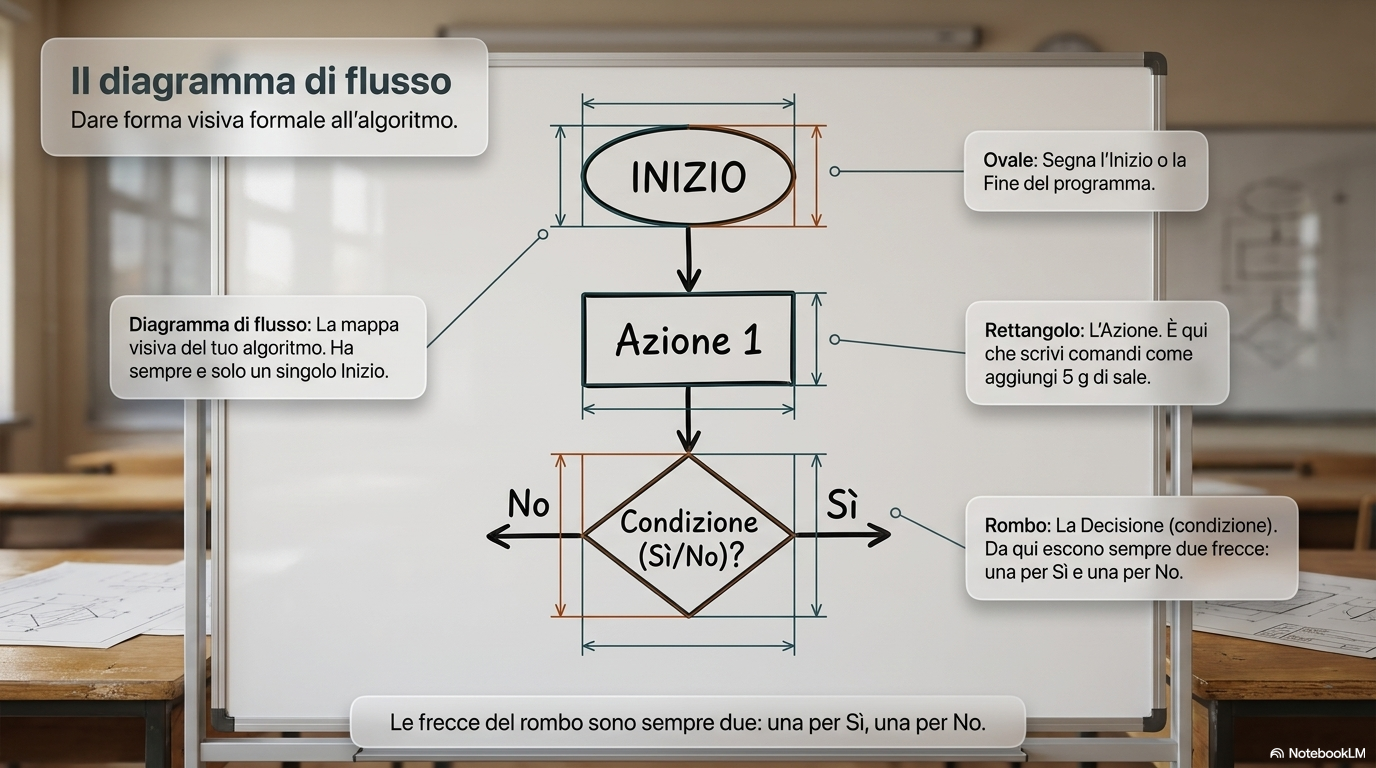 Il diagramma di flusso
Dare forma visiva formale all'algoritmo.
INIZIO
Ovale: Segna l'Inizio o la
Fine del programma.
Diagramma di flusso: La mappa
visiva del tuo algoritmo. Ha
sempre e solo un singolo Inizio.
Azione 1
Rettangolo: L'Azione. È qui
che scrivi comandi come
aggiungi 5 g di sale.
No
Condizione
(Sì/No)?
Sì
Rombo: La Decisione (condizione).
Da qui escono sempre due frecce:
una per Sì e una per No.
Le frecce del rombo sono sempre due: una per Sì, una per No.
NotebookLM